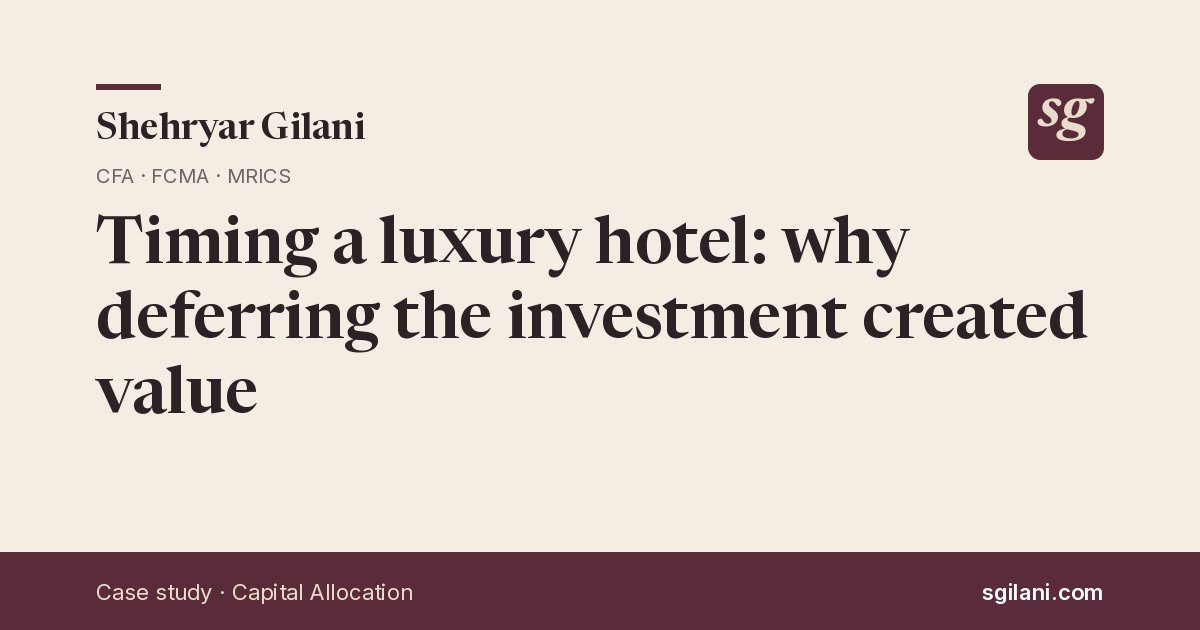 Shehryar Gilani
sg
CFA · FCMA · MRICS
Timing a luxury hotel: why
deferring the investment created
value
Case study · Capital Allocation
sgilani.com